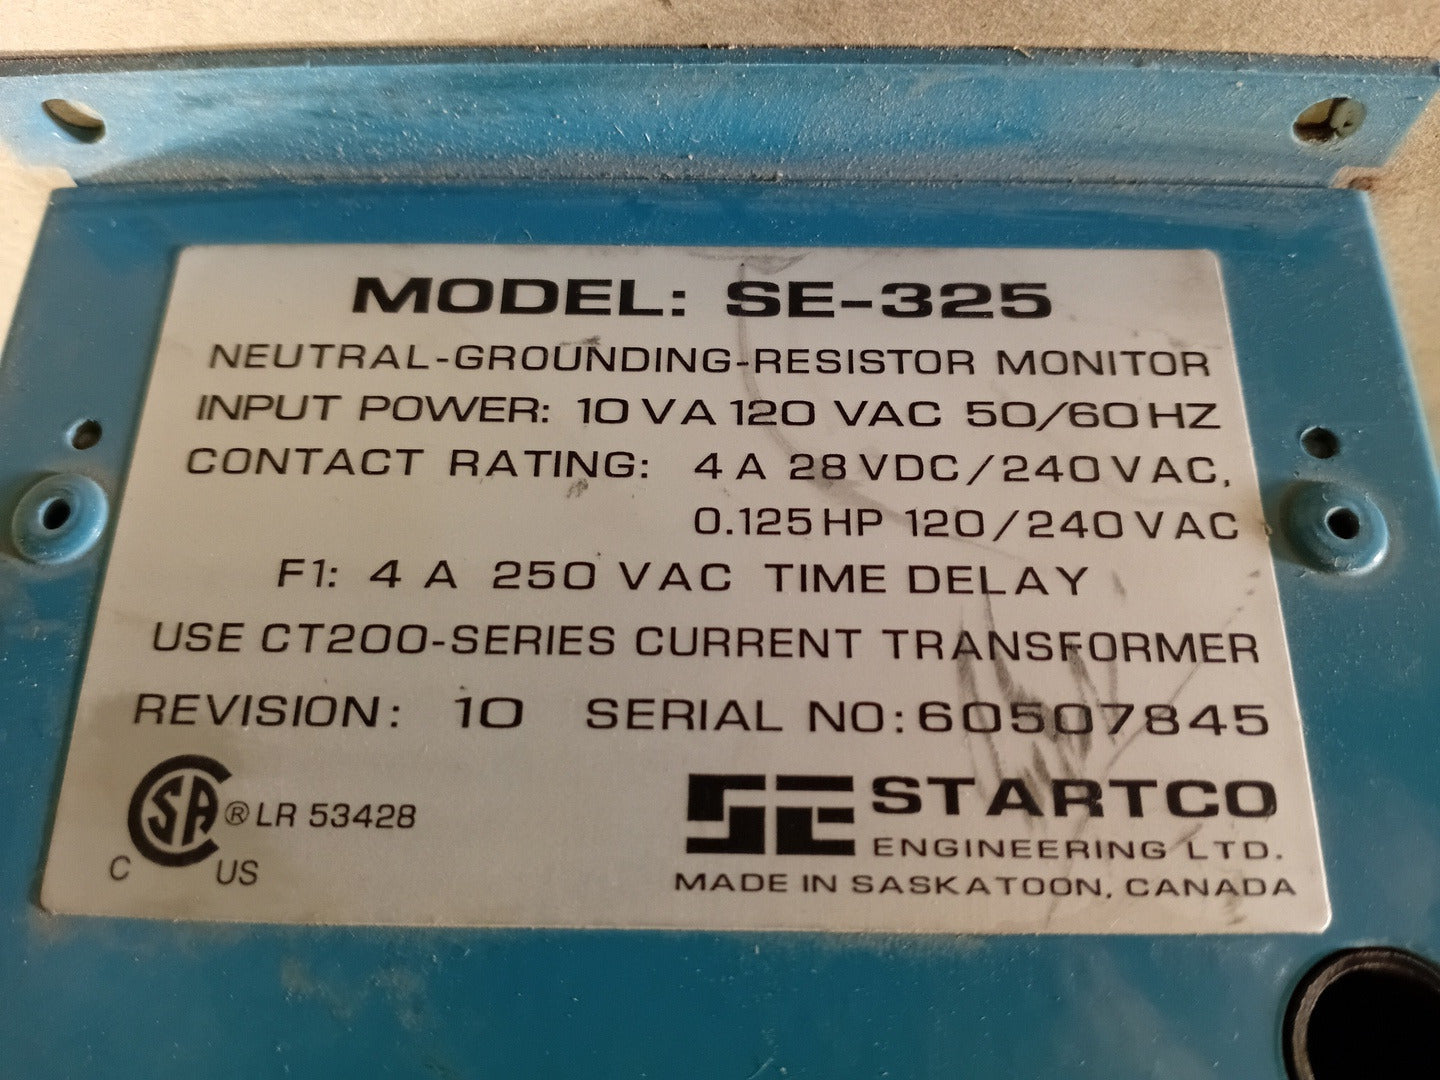 MODEL: SE-325
NEUTRAL-GROUNDING-RESISTOR MONITOR
INPUT POWER: 10 VA 120 VAC 50/60 HZ
CONTACT RATING: 4 A 28 VDC/240 VAC,
0.125 HP 120/240 VAC
F1: 4 A 250 VAC TIME DELAY
USE CT200-SERIES CURRENT TRANSFORMER
REVISION: 10 SERIAL NO: 60507845
SA ® LR 53428
C US
SE STARTCO
ENGINEERING LTD.
MADE IN SASKATOON, CANADA